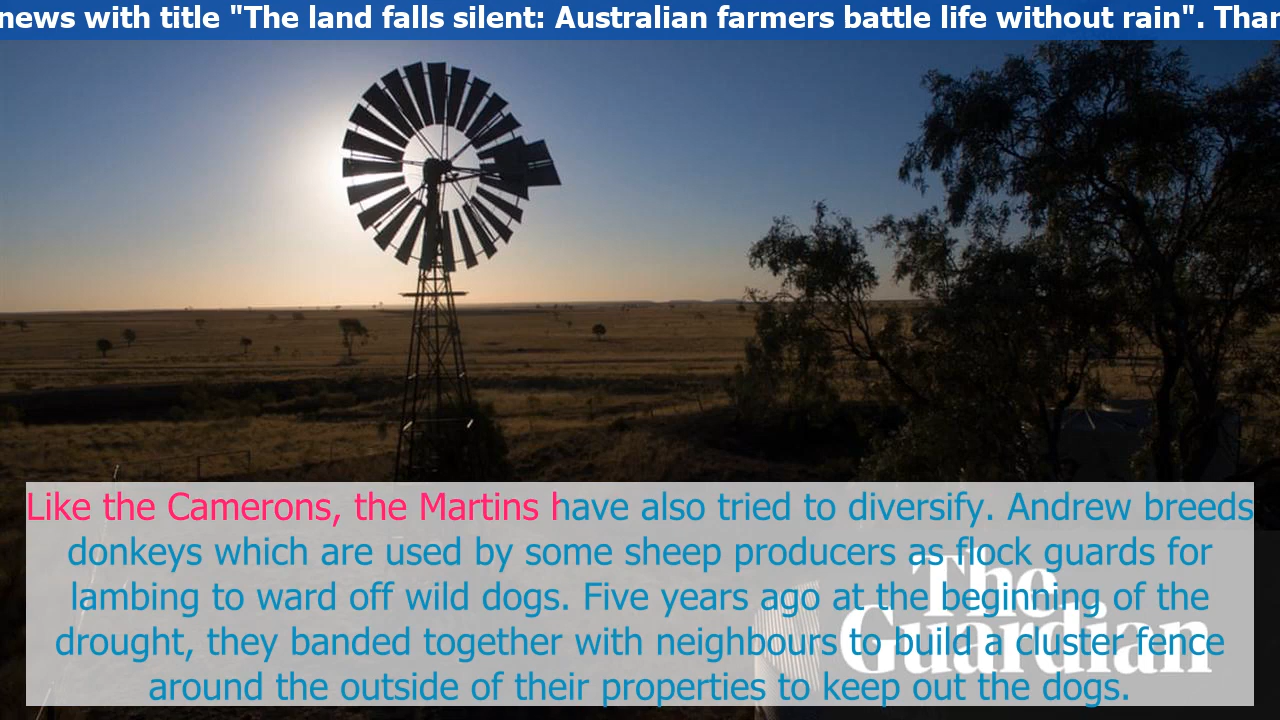 news with title "The land falls silent: Australian farmers battle life without rain".
Like the Camerons, the Martins have also tried to diversify. Andrew breeds
donkeys which are used by some sheep producers as flock guards for
lambing to ward off wild dogs. Five years ago at the beginning of the
drought, they banded together with neighbours to build a cluster fence
around the outside of their properties to keep out the dogs.
The
Guardian